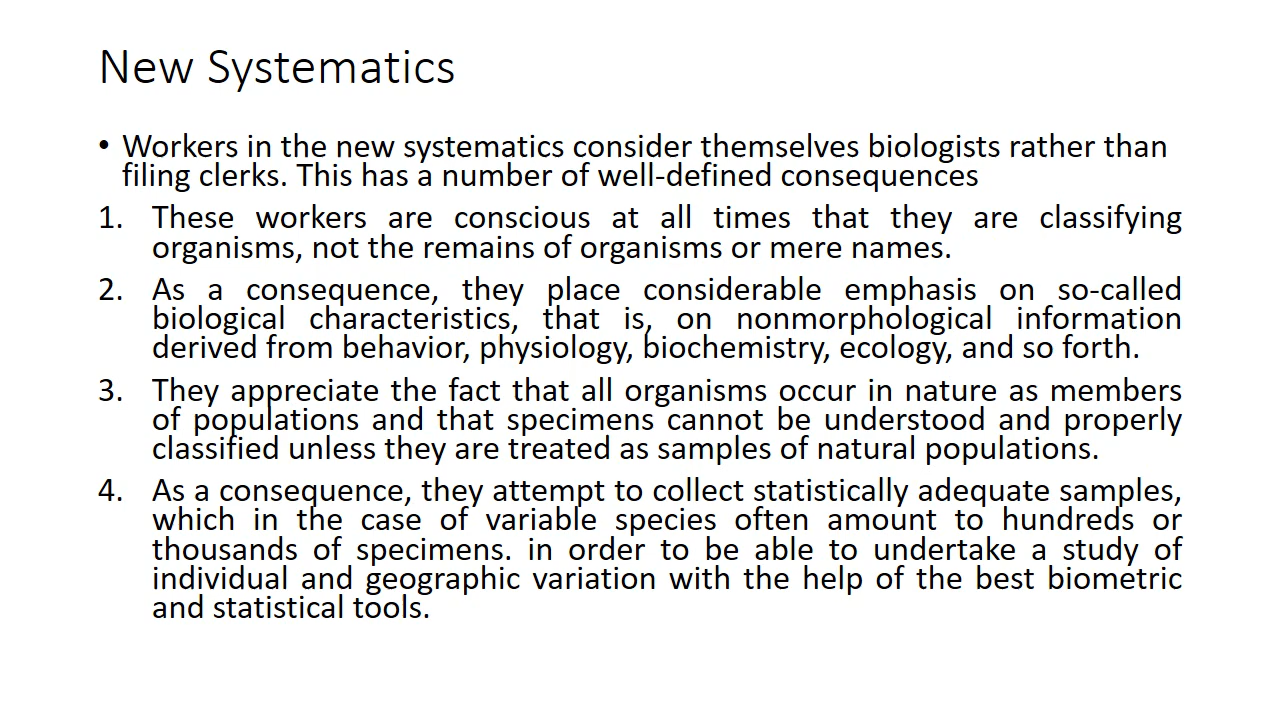 New Systematics
• Workers in the new systematics consider themselves biologists rather than
filing clerks. This has a number of well-defined consequences
1. These workers are conscious at all times that they are classifying
organisms, not the remains of organisms or mere names.
2. As a consequence, they place considerable emphasis on so-called
biological characteristics, that is, on nonmorphological information
derived from behavior, physiology, biochemistry, ecology, and so forth.
3. They appreciate the fact that all organisms occur in nature as members
of populations and that specimens cannot be understood and properly
classified unless they are treated as samples of natural populations.
4. As a consequence, they attempt to collect statistically adequate samples,
which in the case of variable species often amount to hundreds or
thousands of specimens. in order to be able to undertake a study of
individual and geographic variation with the help of the best biometric
and statistical tools.